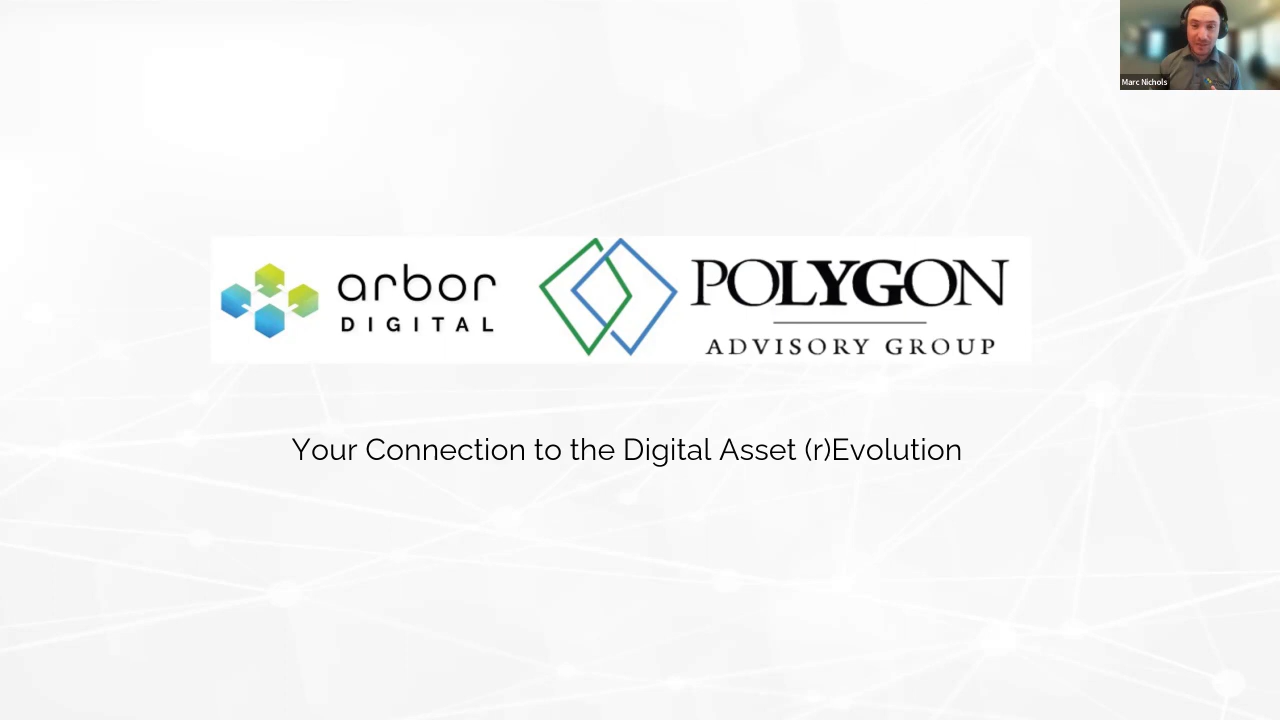 Marc Nichols
arbor
DIGITAL
POLYGON
ADVISORY GROUP
Your Connection to the Digital Asset (r)Evolution